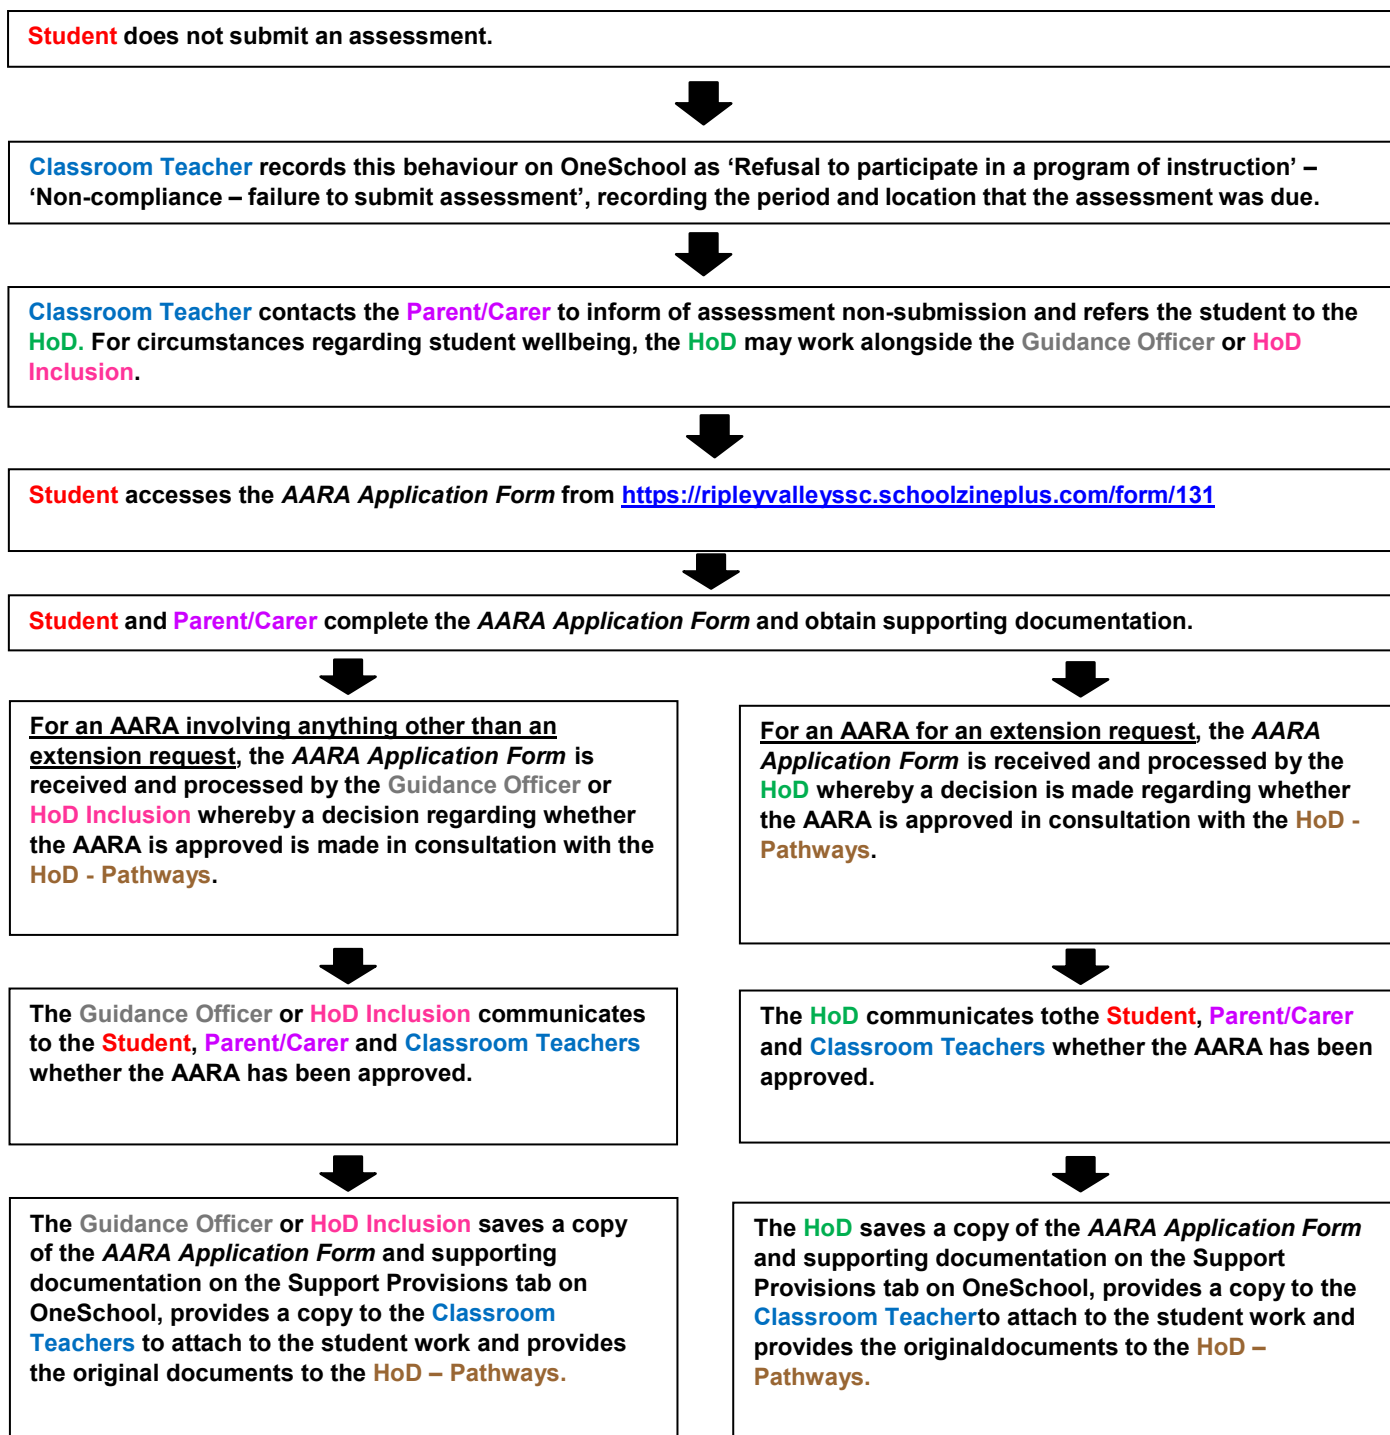 Student does not submit an assessment.
Classroom Teacher records this behaviour on OneSchool as ‘Refusal to participate in a program of instruction’ –
‘Non-compliance – failure to submit assessment’, recording the period and location that the assessment was due.
Classroom Teacher contacts the Parent/Carer to inform of assessment non-submission and refers the student to the
HoD. For circumstances regarding student wellbeing, the HoD may work alongside the Guidance Officer or HoD
Inclusion.
Student accesses the AARA Application Form from https://ripleyvalleyssc.schoolzineplus.com/form/131
Student and Parent/Carer complete the AARA Application Form and obtain supporting documentation.
For an AARA involving anything other than an
extension request, the AARA Application Form is
received and processed by the Guidance Officer or
HoD Inclusion whereby a decision regarding whether
the AARA is approved is made in consultation with the
HoD - Pathways.
For an AARA for an extension request, the AARA
Application Form is received and processed by the
HoD whereby a decision is made regarding whether
the AARA is approved in consultation with the HoD -
Pathways.
The Guidance Officer or HoD Inclusion communicates
to the Student, Parent/Carer and Classroom Teachers
whether the AARA has been approved.
The HoD communicates tothe Student, Parent/Carer
and Classroom Teachers whether the AARA has been
approved.
The Guidance Officer or HoD Inclusion saves a copy
of the AARA Application Form and supporting
documentation on the Support Provisions tab on
OneSchool, provides a copy to the Classroom
Teachers to attach to the student work and provides
the original documents to the HoD – Pathways.
The HoD saves a copy of the AARA Application Form
and supporting documentation on the Support
Provisions tab on OneSchool, provides a copy to the
Classroom Teacherto attach to the student work and
provides the originaldocuments to the HoD –
Pathways.